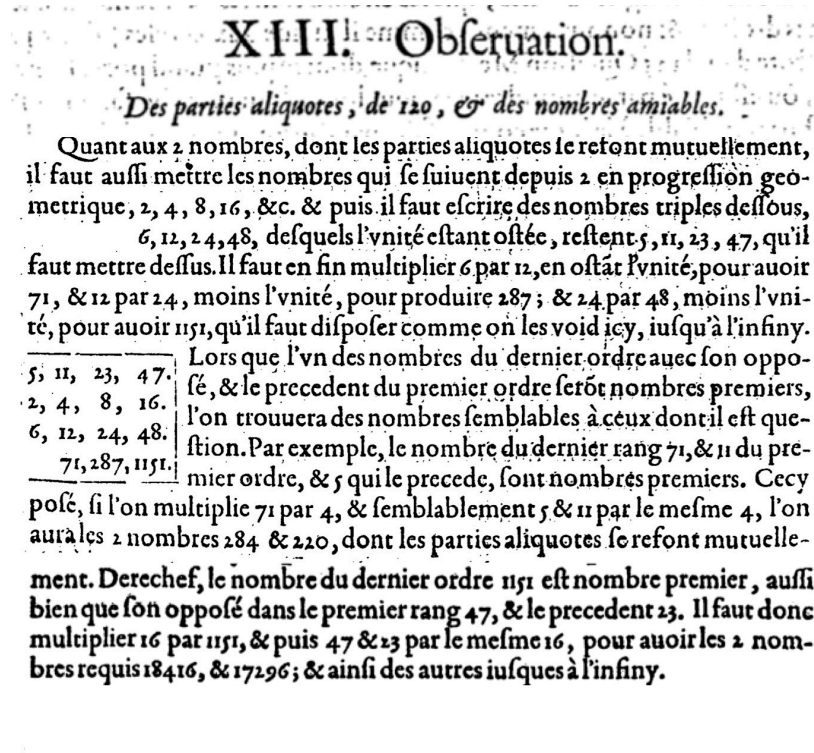 XIII. Obſeruation.
Des parties aliquotes, de 120, & des nombres amiables.
Quant aux 2 nombres, dont les parties aliquotes ſe refont mutuellement,
il faut auſſi mettre les nombres qui ſe ſuiuent depuis 2 en progreſſion geo-
metrique, 2, 4, 8, 16, &c. & puis il faut eſcrire des nombres triples deſſous,
6, 12, 24, 48, deſquels l'vnité eſtant oſtée, reſtent 5, 11, 23, 47, qu'il
faut mettre deſſus. Il faut en fin multiplier 6 par 12, en oſtãt l'vnité, pour auoir
71, & 12 par 24, moins l'vnité, pour produire 287; & 24 par 48, moins l'vni-
té, pour auoir 1151, qu'il faut diſpoſer comme on les void icy, iuſqu'à l'infiny.
5, 11, 23, 47.
2, 4, 8, 16.
6, 12, 24, 48.
71, 287, 1151.
Lors que l'vn des nombres du dernier ordre auec ſon oppo-
ſé, & le precedent du premier ordre ſerõt nombres premiers,
l'on trouuera des nombres ſemblables à ceux dont il eſt que-
ſtion. Par exemple, le nombre du dernier rang 71, & 11 du pre-
mier ordre, & 5 qui le precede, ſont nombres premiers. Cecy
poſé, ſi l'on multiplie 71 par 4, & ſemblablement 5 & 11 par le meſme 4, l'on
aura les 2 nombres 284 & 220, dont les parties aliquotes ſe refont mutuelle-
ment. Derechef, le nombre du dernier ordre 1151 eſt nombre premier, auſſi
bien que ſon oppoſé dans le premier rang 47, & le precedent 23. Il faut donc
multiplier 16 par 1151, & puis 47 & 23 par le meſme 16, pour auoir les 2 nom-
bres requis 18416, & 17296; & ainſi des autres iuſques à l'infiny.